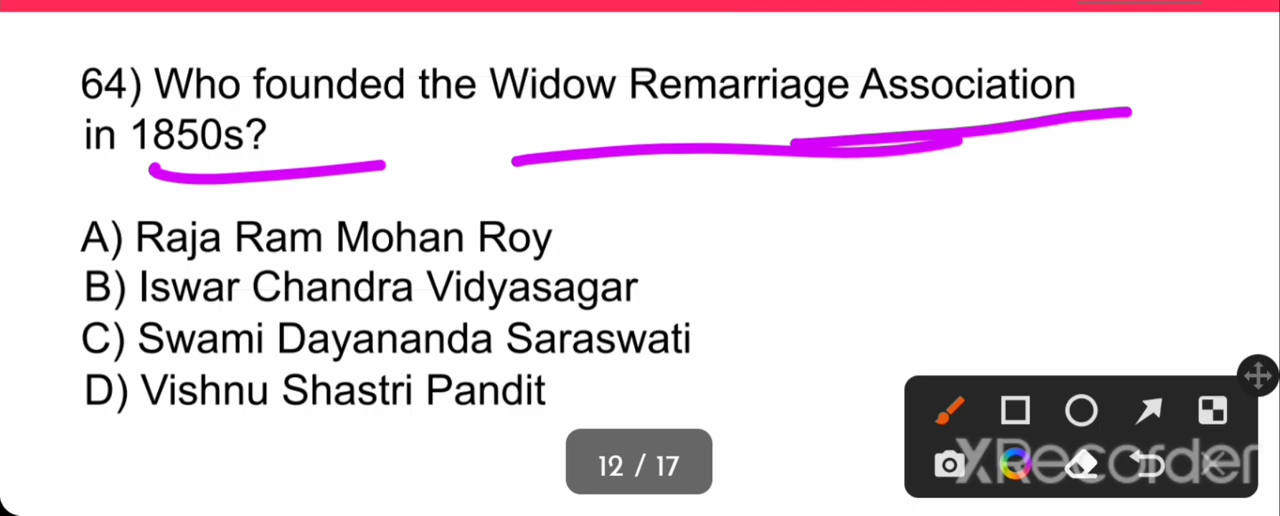 64) Who founded the Widow Remarriage Association
in 1850s?
A) Raja Ram Mohan Roy
B) Iswar Chandra Vidyasagar
C) Swami Dayananda Saraswati
D) Vishnu Shastri Pandit
12 / 17
XRecorder